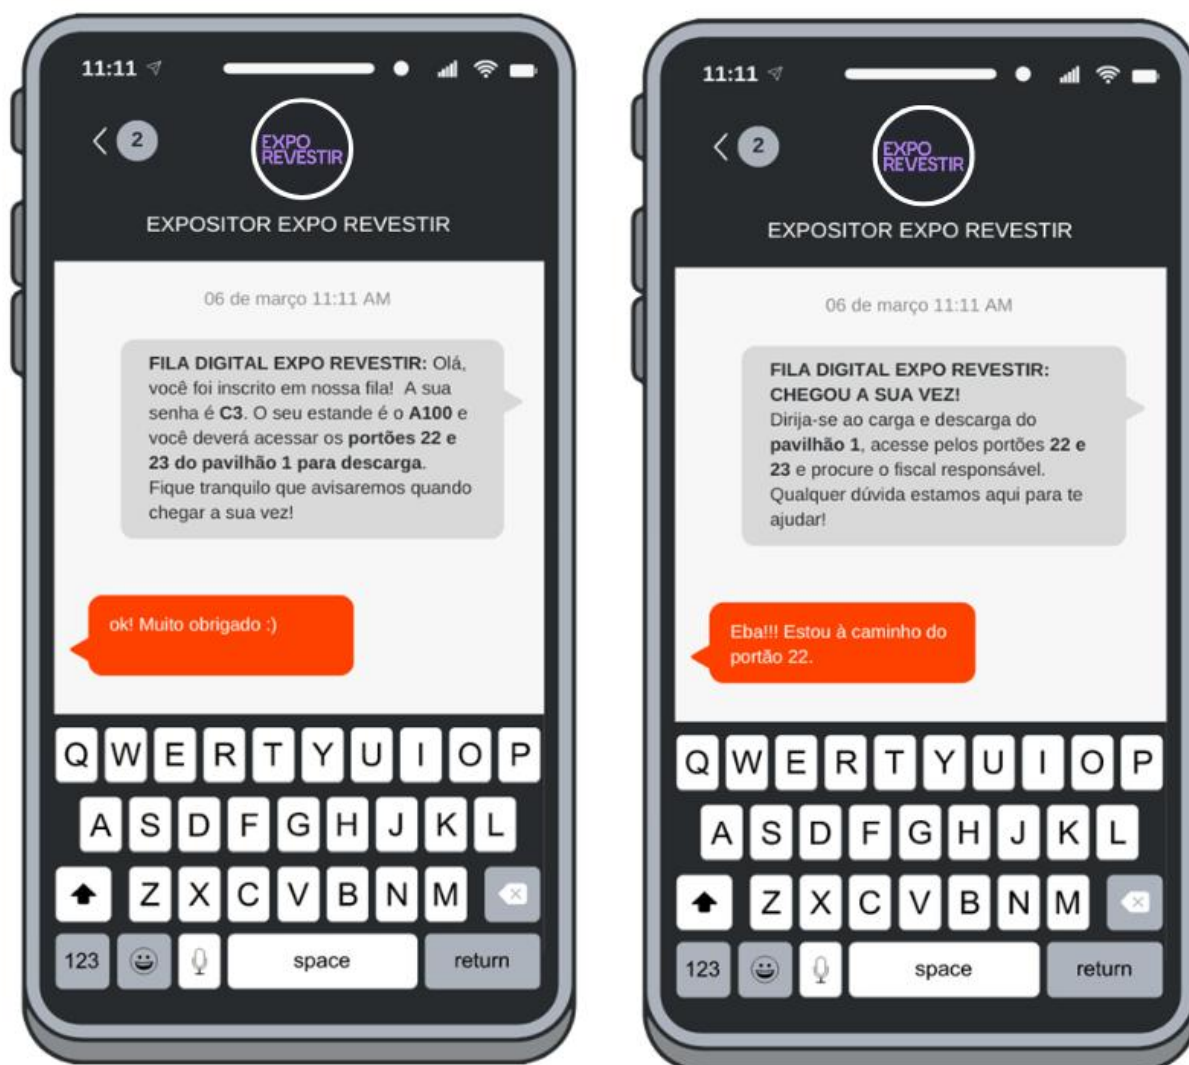 11:11
2
EXPO
REVESTIR
EXPOSITOR EXPO REVESTIR
06 de março 11:11 AM
FILA DIGITAL EXPO REVESTIR: Olá,
você foi inscrito em nossa fila!  A sua
senha é C3. O seu estande é o A100 e
você deverá acessar os portões 22 e
23 do pavilhão 1 para descarga.
Fique tranquilo que avisaremos quando
chegar a sua vez!
ok! Muito obrigado :)
Q W E R T Y U I O P
A S D F G H J K L
Z X C V B N M
123 space return
11:11
2
EXPO
REVESTIR
EXPOSITOR EXPO REVESTIR
06 de março 11:11 AM
FILA DIGITAL EXPO REVESTIR:
CHEGOU A SUA VEZ!
Dirija-se ao carga e descarga do
pavilhão 1, acesse pelos portões 22 e
23 e procure o fiscal responsável.
Qualquer dúvida estamos aqui para te
ajudar!
Eba!!! Estou à caminho do
portão 22.
Q W E R T Y U I O P
A S D F G H J K L
Z X C V B N M
123 space return